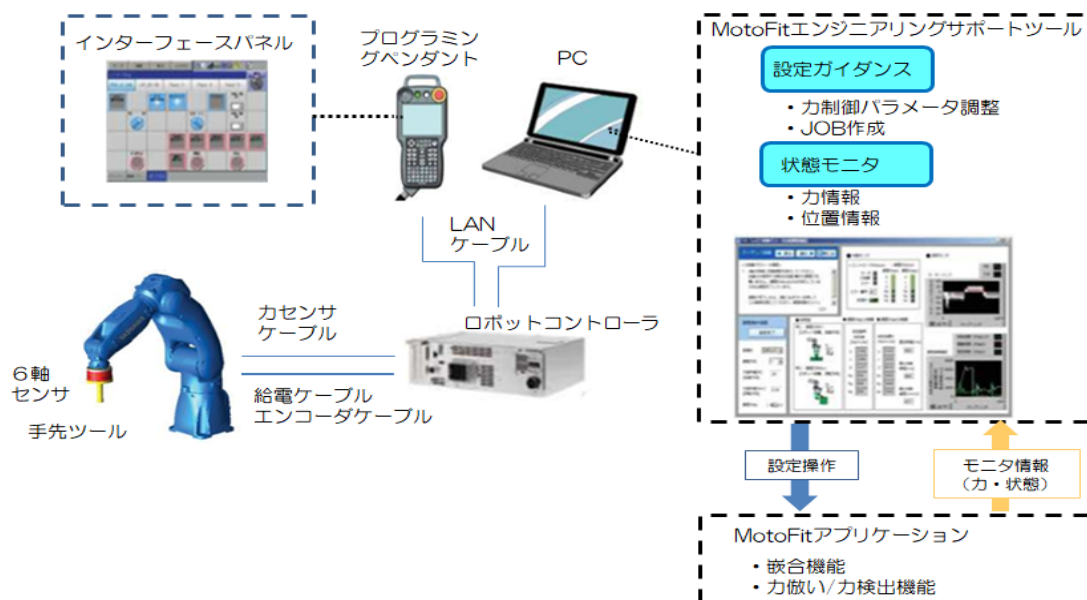 インターフェースパネル
プログラミン
グペンダント
PC
MotoFitエンジニアリングサポートツール
設定ガイダンス
・力制御パラメータ調整
・JOB作成
状態モニタ
・力情報
・位置情報
LAN
ケーブル
力センサ
ケーブル
ロボットコントローラ
6軸
センサ
手先ツール
給電ケーブル
エンコーダケーブル
設定操作
モニタ情報
(力・状態)
MotoFitアプリケーション
・嵌合機能
・力倣い/力検出機能